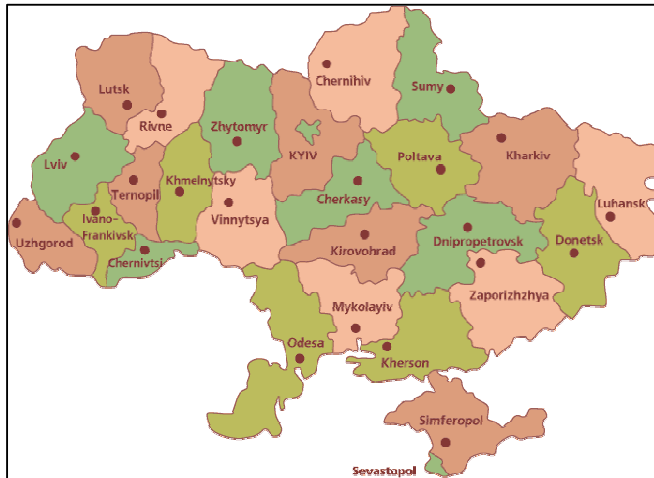 Chernihiv
Sumy
Lutsk
Rivne
Zhytomyr
KYIV
Poltava
Kharkiv
Lviv
Ternopil
Khmelnytsky
Cherkasy
Luhansk
Ivano-
Frankivsk
Vinnytsya
Uzhgorod
Chernivtsi
Kirovohrad
Dnipropetrovsk
Donetsk
Zaporizhzhya
Mykolayiv
Odesa
Kherson
Simferopol
Sevastopol